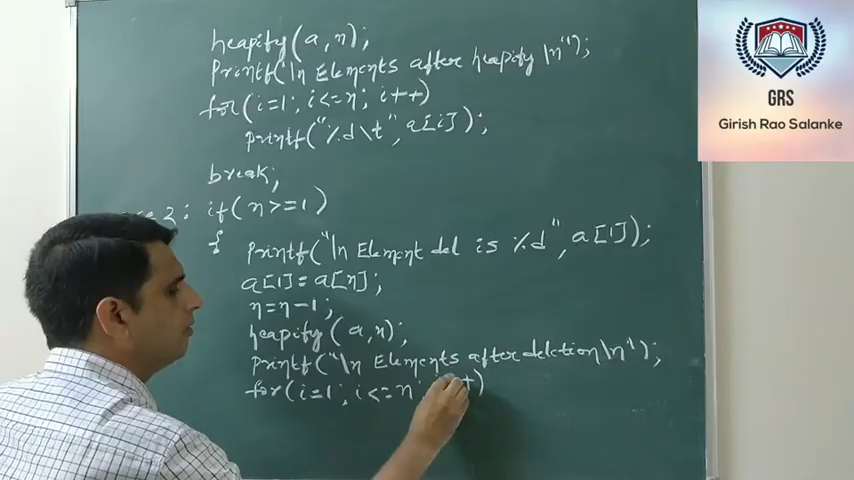 heapify(a,n);
printf("\n Elements after heapify \n");
for(i=1; i<=n; i++)
printf("%d\t", a[i]);
break;
2: if(n>=1)
{ printf("\n Element del is %d", a[1]);
a[1]=a[n];
n=n-1;
heapify(a,n);
printf("\n Elements after deletion\n");
for(i=1; i<=n; i++)
GRS
Girish Rao Salanke